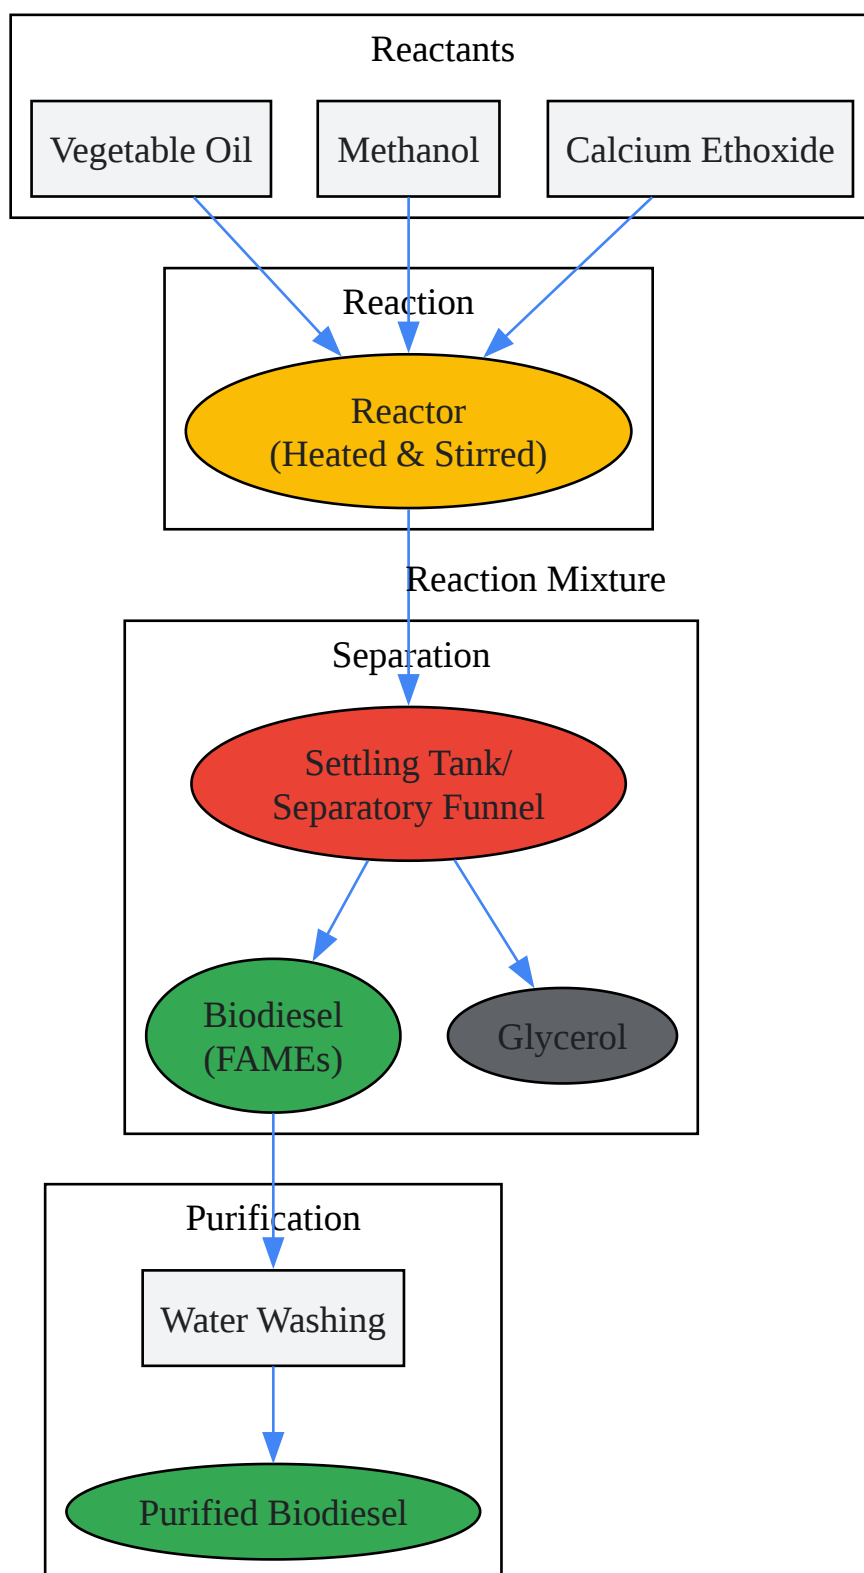 Reactants
Vegetable Oil
Methanol
Calcium Ethoxide
Reaction
Reactor
(Heated & Stirred)
Reaction Mixture
Separation
Settling Tank/
Separatory Funnel
Biodiesel
(FAMEs)
Glycerol
Purification
Water Washing
Purified Biodiesel